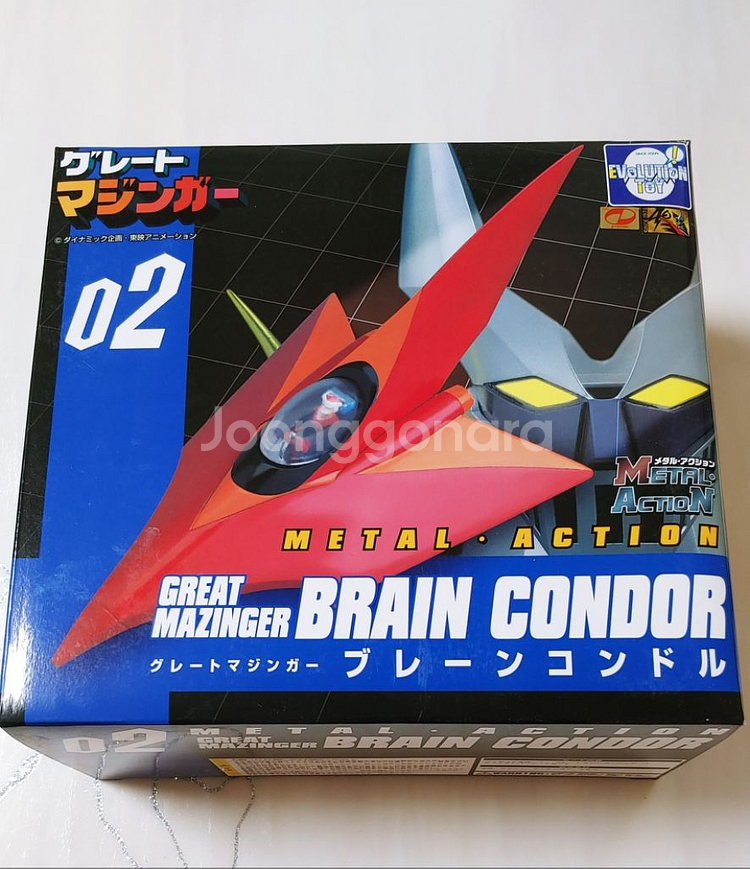 グレート
マジンガー
© ダイナミック企画・東映アニメーション
02
EVOLUTION
TOY
Joonggonara
メタル・アクション
METAL・
ACTION
METAL・ACTION
GREAT
MAZINGER BRAIN CONDOR
グレートマジンガー ブレーンコンドル
02
METAL・ACTION
GREAT
MAZINGER BRAIN CONDOR